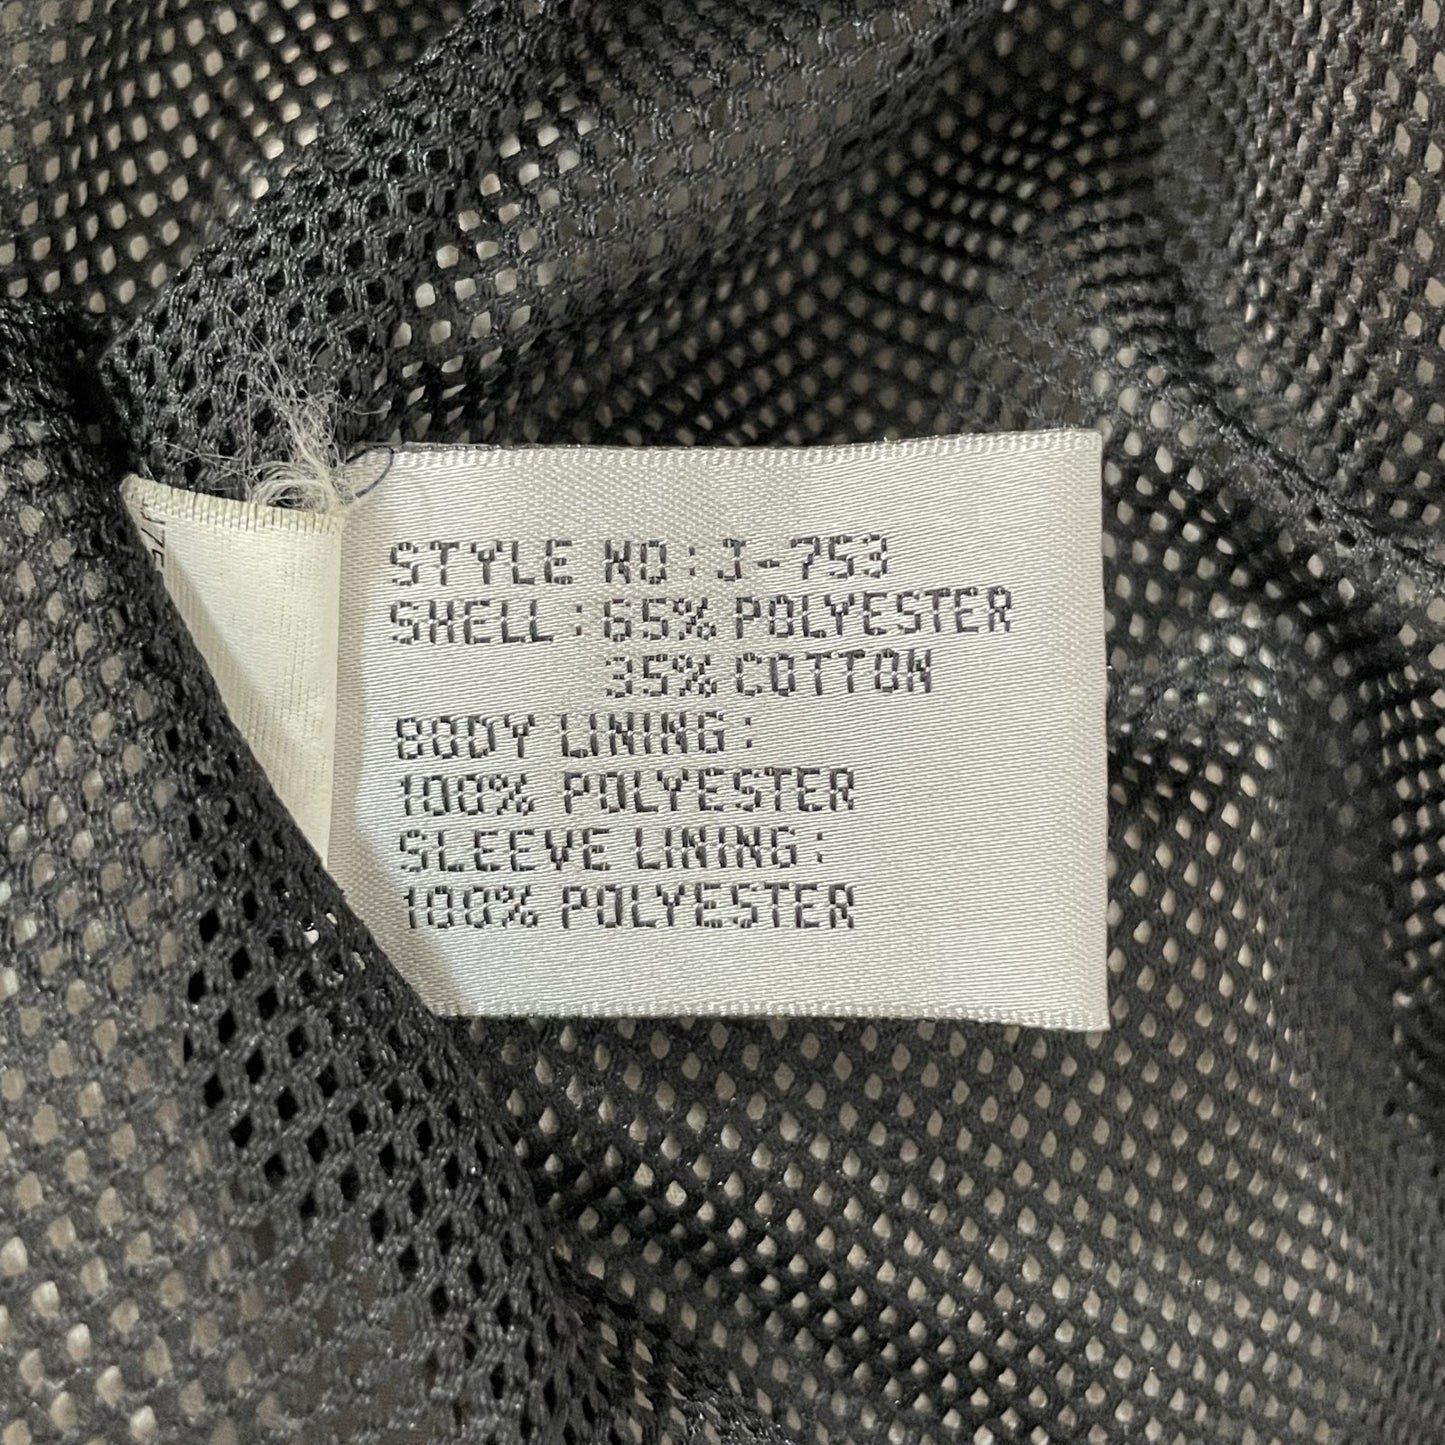 STYLE NO : J-753
SHELL : 65% POLYESTER
35% COTTON
BODY LINING :
100% POLYESTER
SLEEVE LINING :
100% POLYESTER